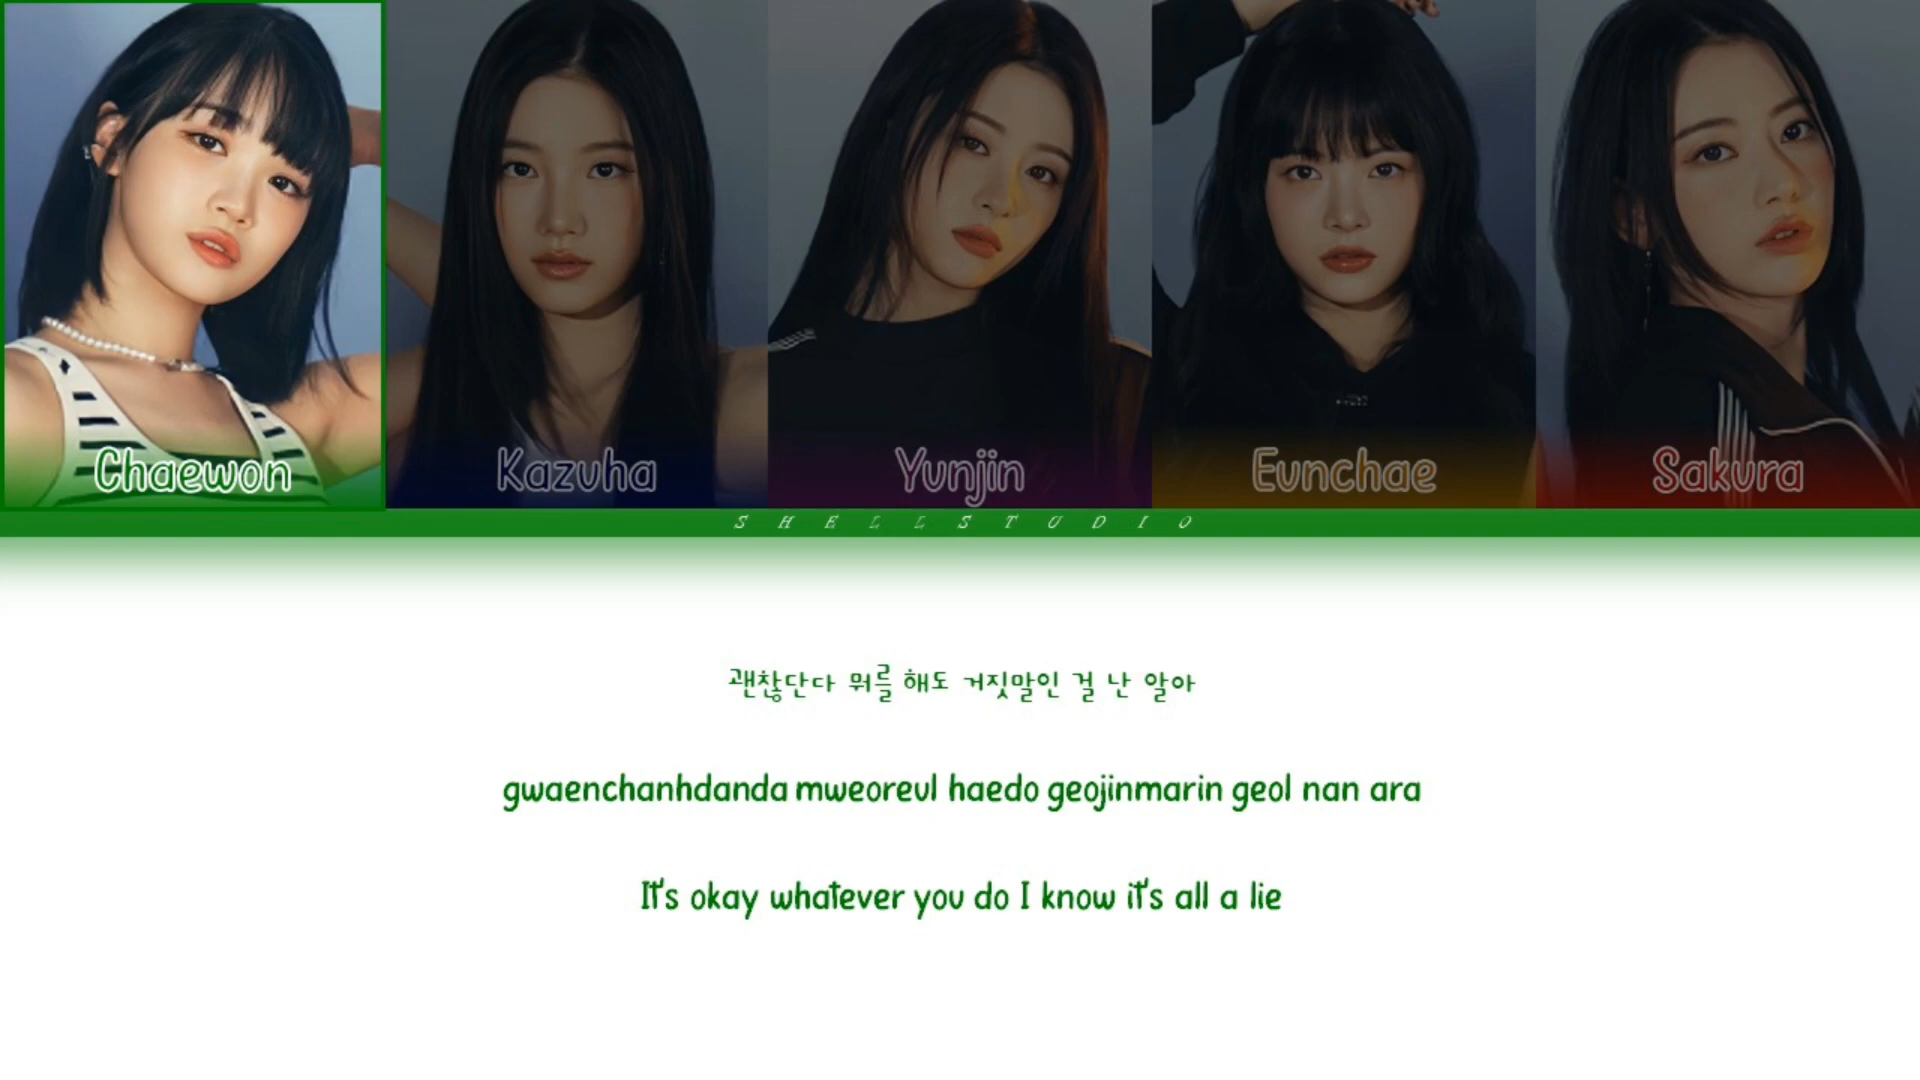 Chaewon
Kazuha
Yunjin
Eunchae
Sakura
SHELLSTUDIO
괜찮단다 뭐를 해도 거짓말인 걸 난 알아
gwaenchanhdanda mweoreul haedo geojinmarin geol nan ara
It's okay whatever you do I know it's all a lie